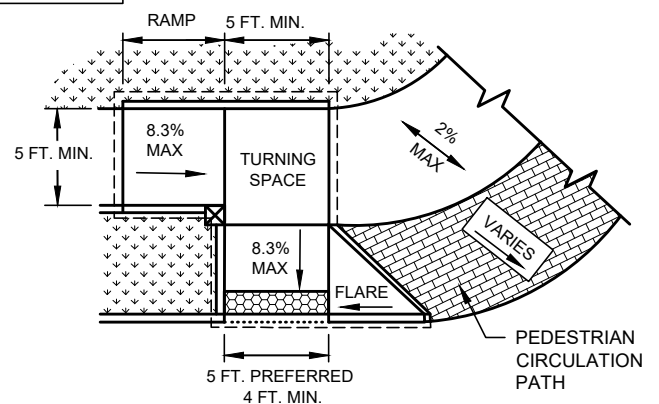 RAMP
5 FT. MIN.
5 FT. MIN.
8.3%
MAX
TURNING
SPACE
2%
MAX
8.3%
MAX
VARIES
FLARE
PEDESTRIAN
CIRCULATION
PATH
5 FT. PREFERRED
4 FT. MIN.